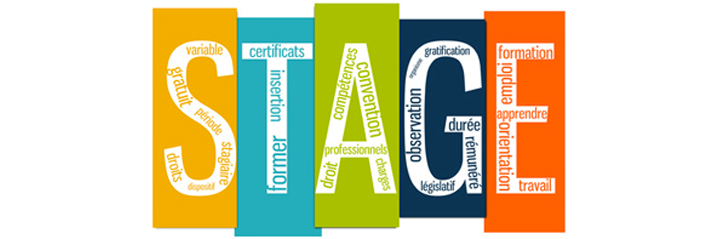 STAGE
variable
gratuit
période
stagiaire
droits
dispositif
certificats
insertion
former
compétences
convention
professionnels
droit
charges
gratification
organisme
observation
durée
rémunéré
législatif
formation
emploi
apprendre
orientation
travail